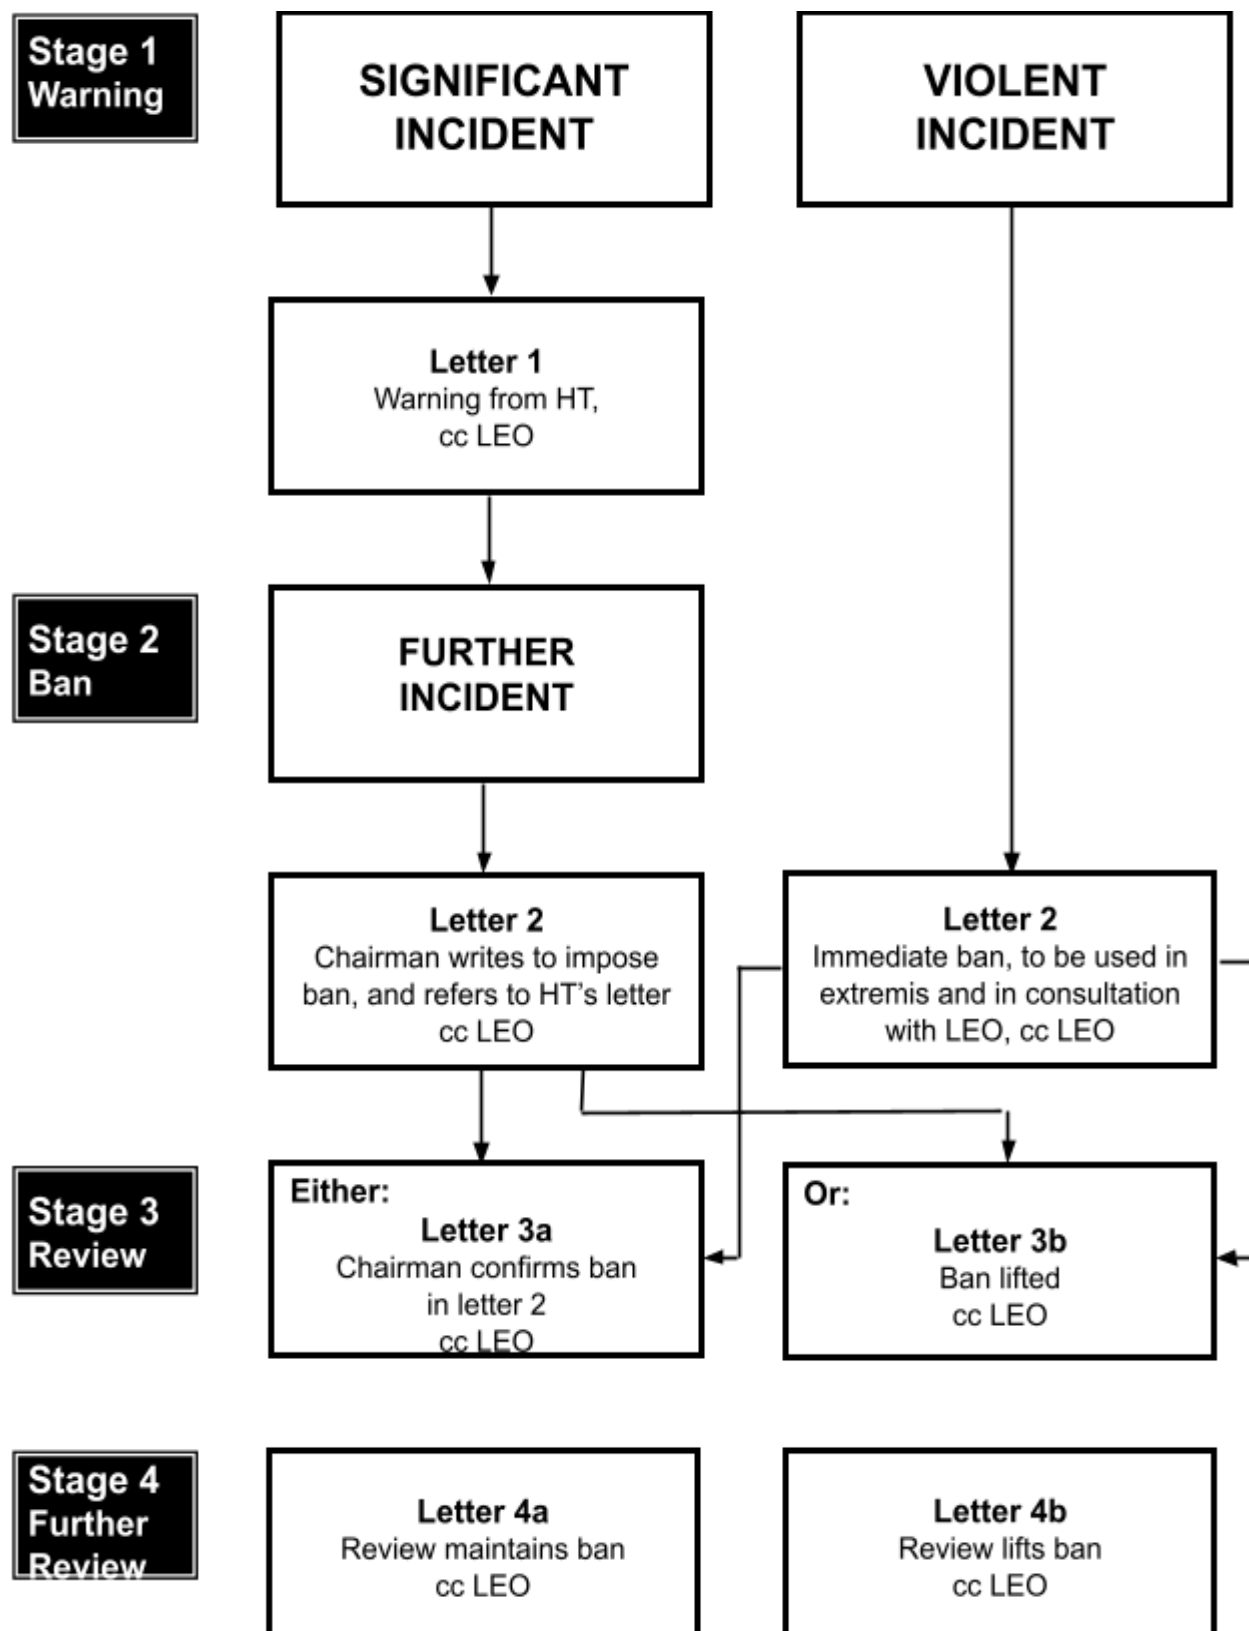 Stage 1
Warning
SIGNIFICANT
INCIDENT
VIOLENT
INCIDENT
Letter 1
Warning from HT,
cc LEO
Stage 2
Ban
FURTHER
INCIDENT
Letter 2
Chairman writes to impose
ban, and refers to HT's letter
cc LEO
Letter 2
Immediate ban, to be used in
extremis and in consultation
with LEO, cc LEO
Stage 3
Review
Either:
Letter 3a
Chairman confirms ban
in letter 2
cc LEO
Or:
Letter 3b
Ban lifted
cc LEO
Stage 4
Further
Review
Letter 4a
Review maintains ban
cc LEO
Letter 4b
Review lifts ban
cc LEO